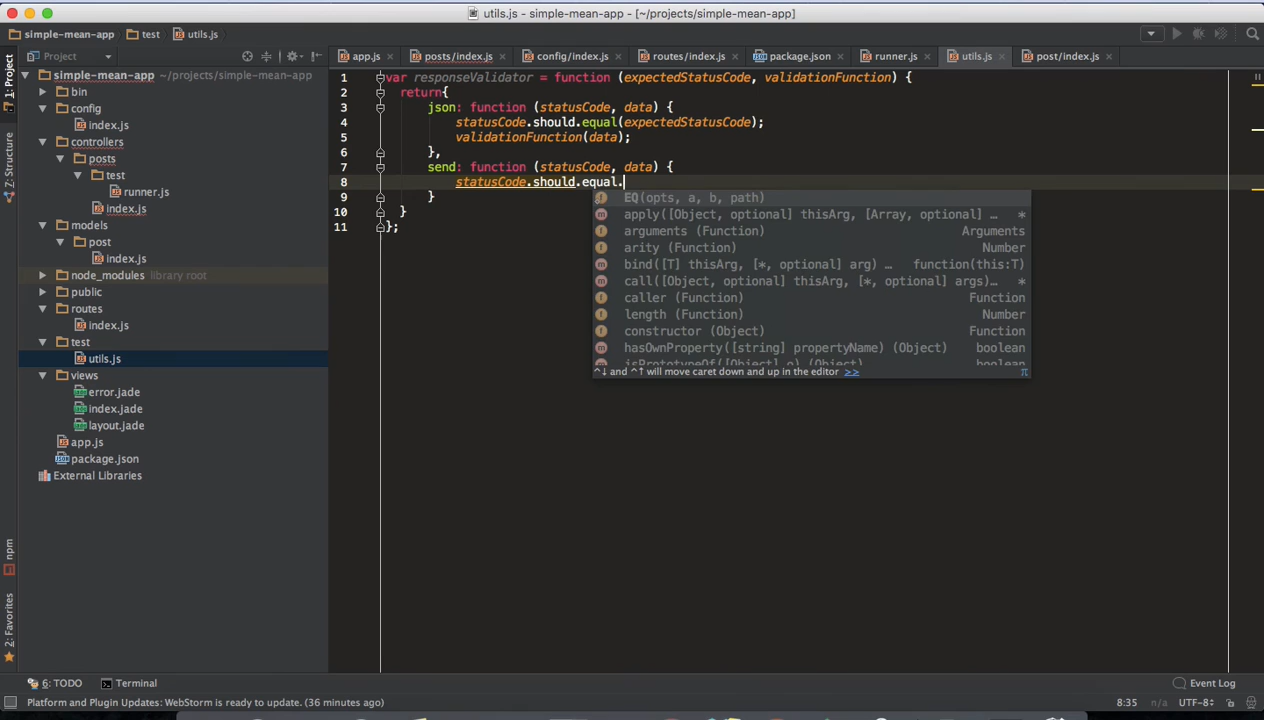 utils.js - simple-mean-app - [~/projects/simple-mean-app]
simple-mean-app test utils.js
Project
app.js posts/index.js config/index.js routes/index.js package.json runner.js utils.js post/index.js
1: Project
7: Structure
npm
2: Favorites
simple-mean-app ~/projects/simple-mean-app
bin
config
index.js
controllers
posts
test
runner.js
index.js
models
post
index.js
node_modules library root
public
routes
index.js
test
utils.js
views
error.jade
index.jade
layout.jade
app.js
package.json
External Libraries
1 var responseValidator = function (expectedStatusCode, validationFunction) {
2 return{
3 json: function (statusCode, data) {
4 statusCode.should.equal(expectedStatusCode);
5 validationFunction(data);
6 },
7 send: function (statusCode, data) {
8 statusCode.should.equal.
9 }
10 }
11 };
EQ(opts, a, b, path)
apply([Object, optional] thisArg, [Array, optional] … *
arguments (Function) Arguments
arity (Function) Number
bind([T] thisArg, [*, optional] arg) … function(this:T)
call([Object, optional] thisArg, [*, optional] args)… *
caller (Function) Function
length (Function) Number
constructor (Object) Function
hasOwnProperty([string] propertyName) (Object) boolean
isPrototypeOf([Object] o) (Object) boolean
^↓ and ^↑ will move caret down and up in the editor >> π
6: TODO Terminal Event Log
Platform and Plugin Updates: WebStorm is ready to update. (36 minutes ago) 8:35 n/a UTF-8